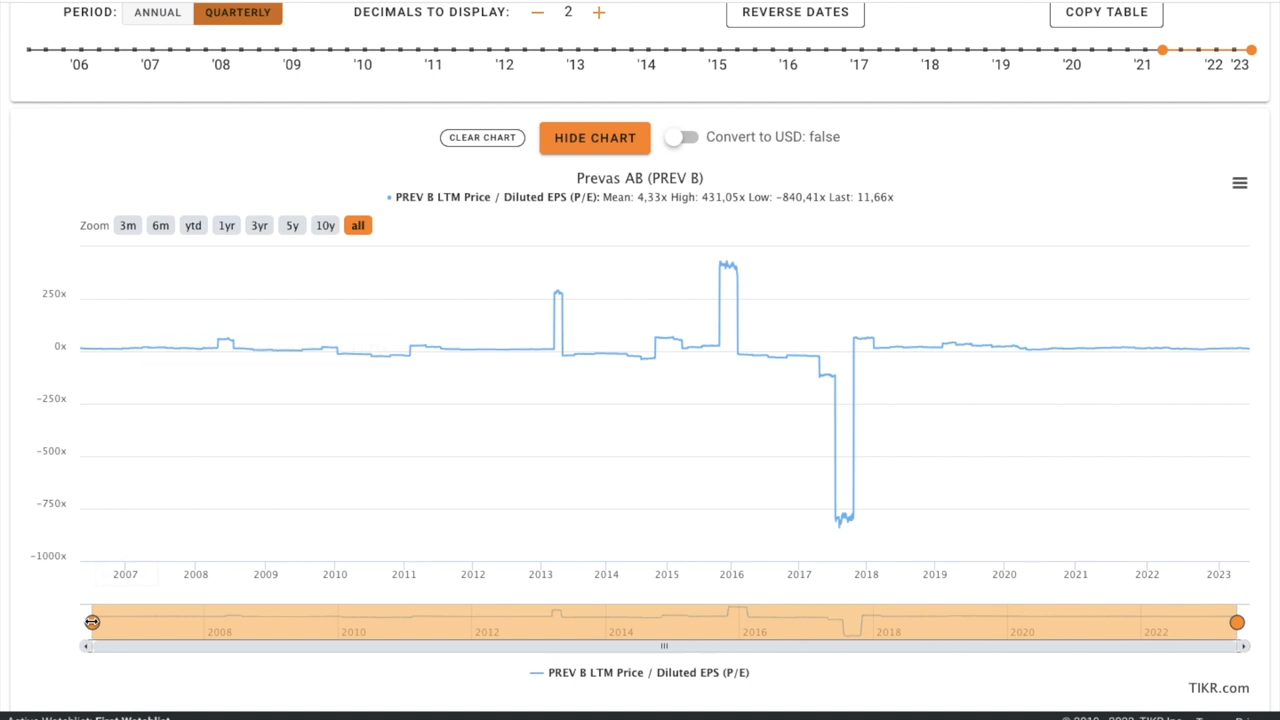 PERIOD: ANNUAL QUARTERLY DECIMALS TO DISPLAY: − 2 + REVERSE DATES COPY TABLE
'06 '07 '08 '09 '10 '11 '12 '13 '14 '15 '16 '17 '18 '19 '20 '21 '22 '23
CLEAR CHART HIDE CHART Convert to USD: false
Prevas AB (PREV B)
• PREV B LTM Price / Diluted EPS (P/E): Mean: 4,33x High: 431,05x Low: −840,41x Last: 11,66x
Zoom 3m 6m ytd 1yr 3yr 5y 10y all
250x
0x
−250x
−500x
−750x
−1000x
2007 2008 2009 2010 2011 2012 2013 2014 2015 2016 2017 2018 2019 2020 2021 2022 2023
2008 2010 2012 2014 2016 2018 2020 2022
PREV B LTM Price / Diluted EPS (P/E)
TIKR.com